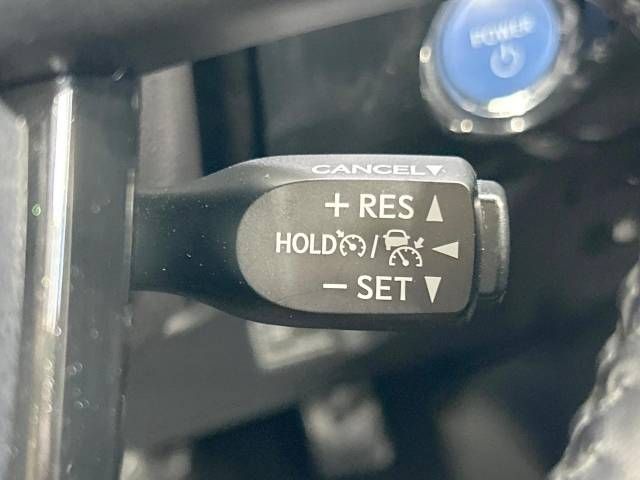 POWER
CANCEL▼
+ RES ▲
HOLD / ◀
− SET ▼